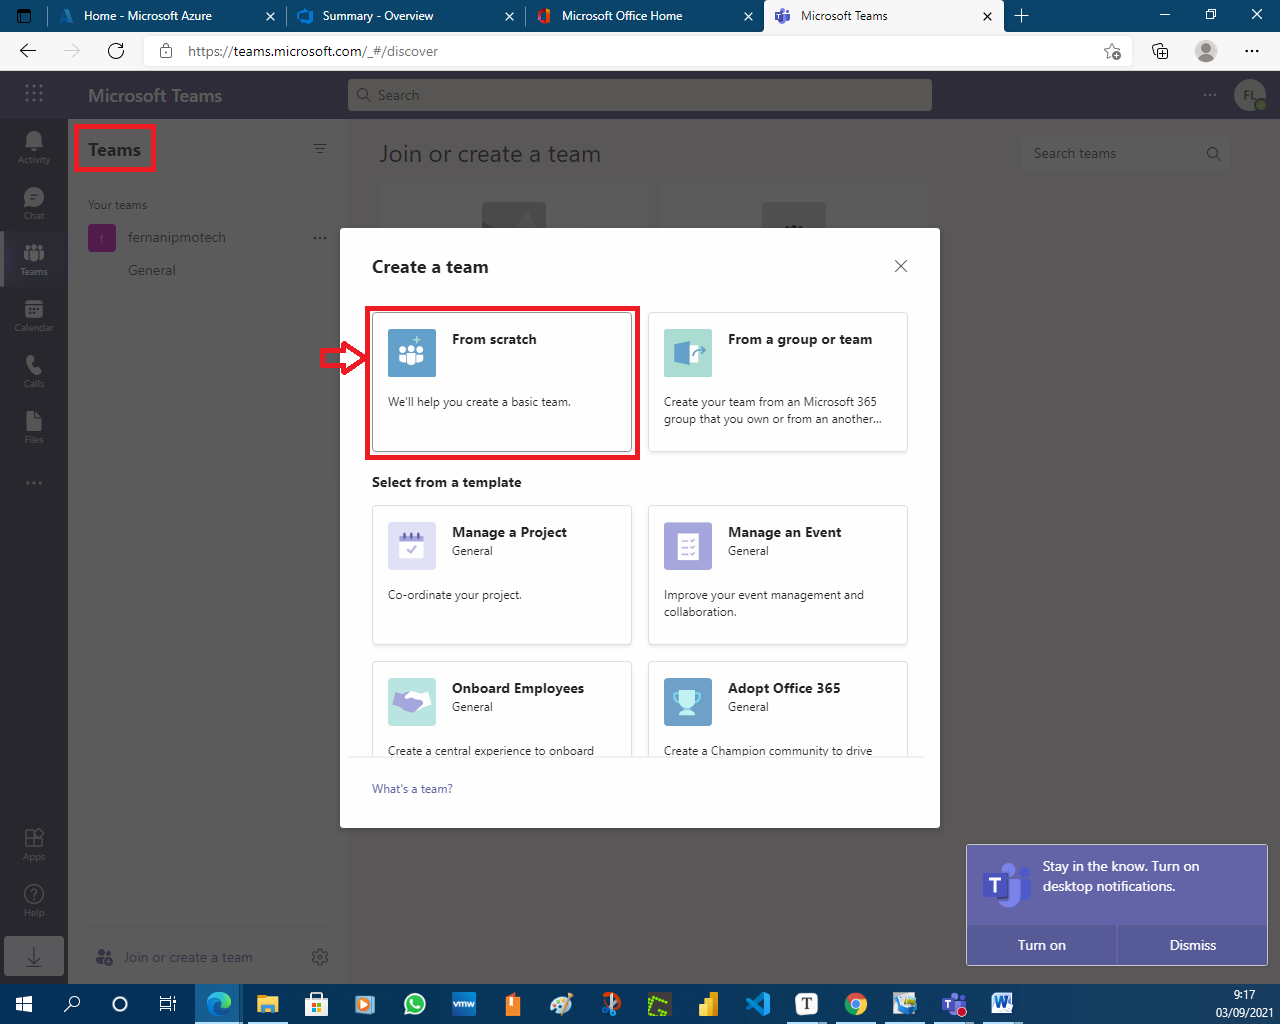 Home - Microsoft Azure
Summary - Overview
Microsoft Office Home
Microsoft Teams
https://teams.microsoft.com/_#/discover
Microsoft Teams
Search
FL
Activity
Chat
Teams
Calendar
Calls
Files
Apps
Help
Teams
Your teams
f
fernanipmotech
General
Join or create a team
Join or create a team
Search teams
Create a team
From scratch
We'll help you create a basic team.
From a group or team
Create your team from an Microsoft 365
group that you own or from an another...
Select from a template
Manage a Project
General
Co-ordinate your project.
Manage an Event
General
Improve your event management and
collaboration.
Onboard Employees
General
Create a central experience to onboard
Adopt Office 365
General
Create a Champion community to drive
What's a team?
T
Stay in the know. Turn on
desktop notifications.
Turn on
Dismiss
vmw
T
W
9:17
03/09/2021